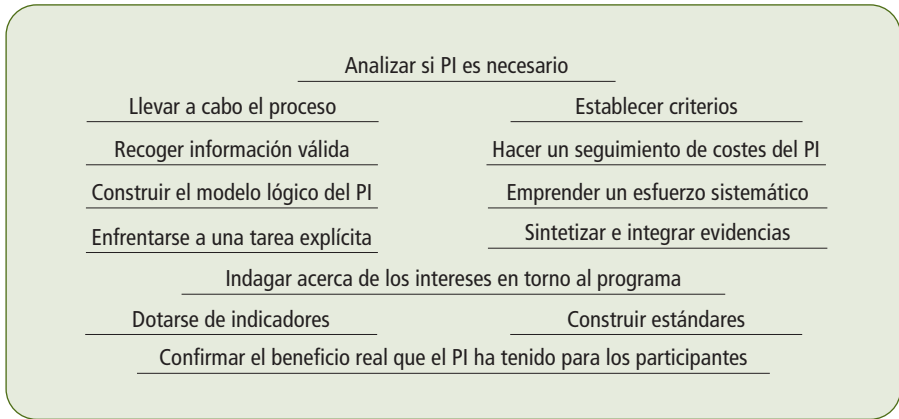 Analizar si PI es necesario
Llevar a cabo el proceso
Establecer criterios
Recoger información válida
Hacer un seguimiento de costes del PI
Construir el modelo lógico del PI
Emprender un esfuerzo sistemático
Enfrentarse a una tarea explícita
Sintetizar e integrar evidencias
Indagar acerca de los intereses en torno al programa
Dotarse de indicadores
Construir estándares
Confirmar el beneficio real que el PI ha tenido para los participantes